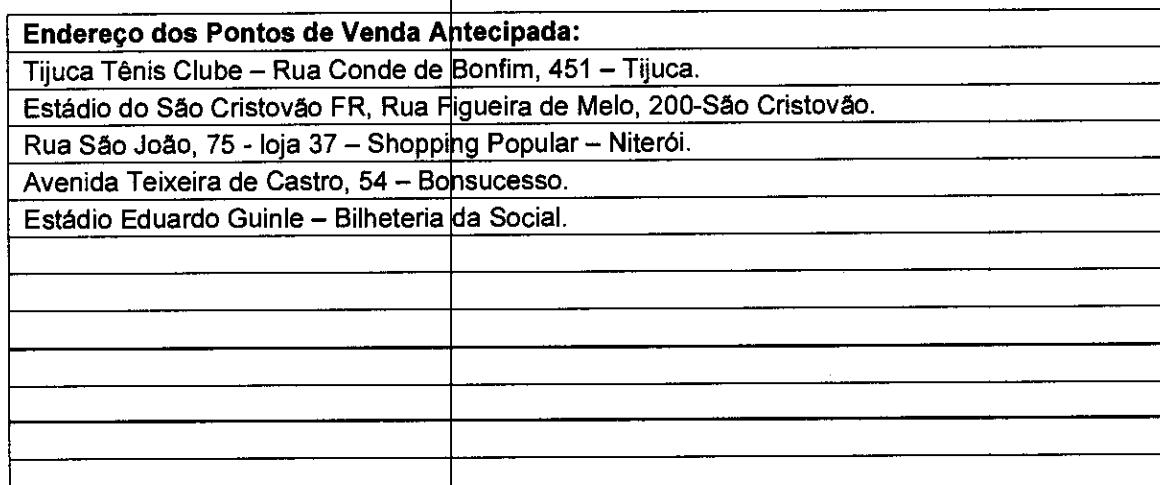 Endereço dos Pontos de Venda Antecipada:
Tijuca Tênis Clube – Rua Conde de Bonfim, 451 – Tijuca.
Estádio do São Cristovão FR, Rua Figueira de Melo, 200-São Cristovão.
Rua São João, 75 - loja 37 – Shopping Popular – Niterói.
Avenida Teixeira de Castro, 54 – Bonsucesso.
Estádio Eduardo Guinle – Bilheteria da Social.